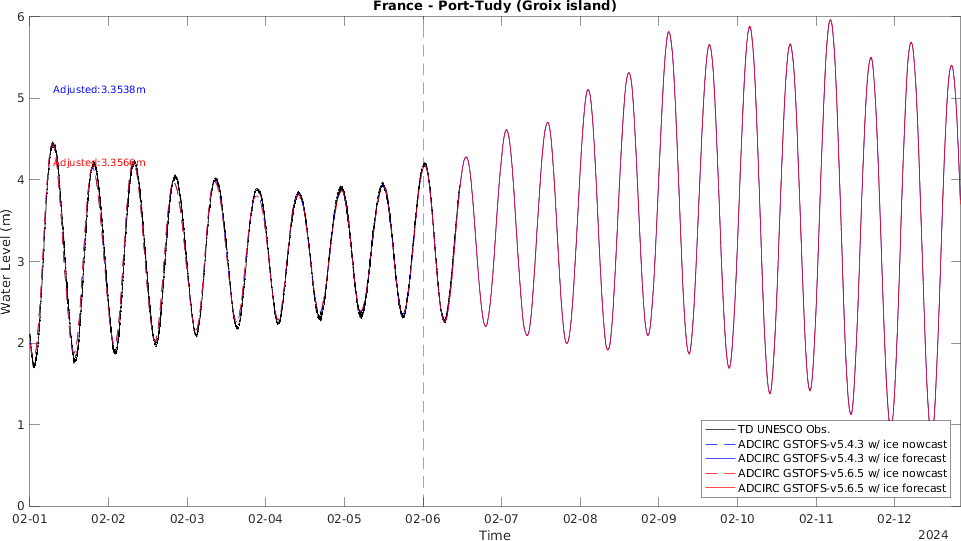 France - Port-Tudy (Groix island)
6
5
4
3
2
1
0
Water Level (m)
Adjusted:3.3538m
Adjusted:3.3566m
TD UNESCO Obs.
ADCIRC GSTOFS-v5.4.3 w/ ice nowcast
ADCIRC GSTOFS-v5.4.3 w/ ice forecast
ADCIRC GSTOFS-v5.6.5 w/ ice nowcast
ADCIRC GSTOFS-v5.6.5 w/ ice forecast
02-01 02-02 02-03 02-04 02-05 02-06 02-07 02-08 02-09 02-10 02-11 02-12
Time
2024